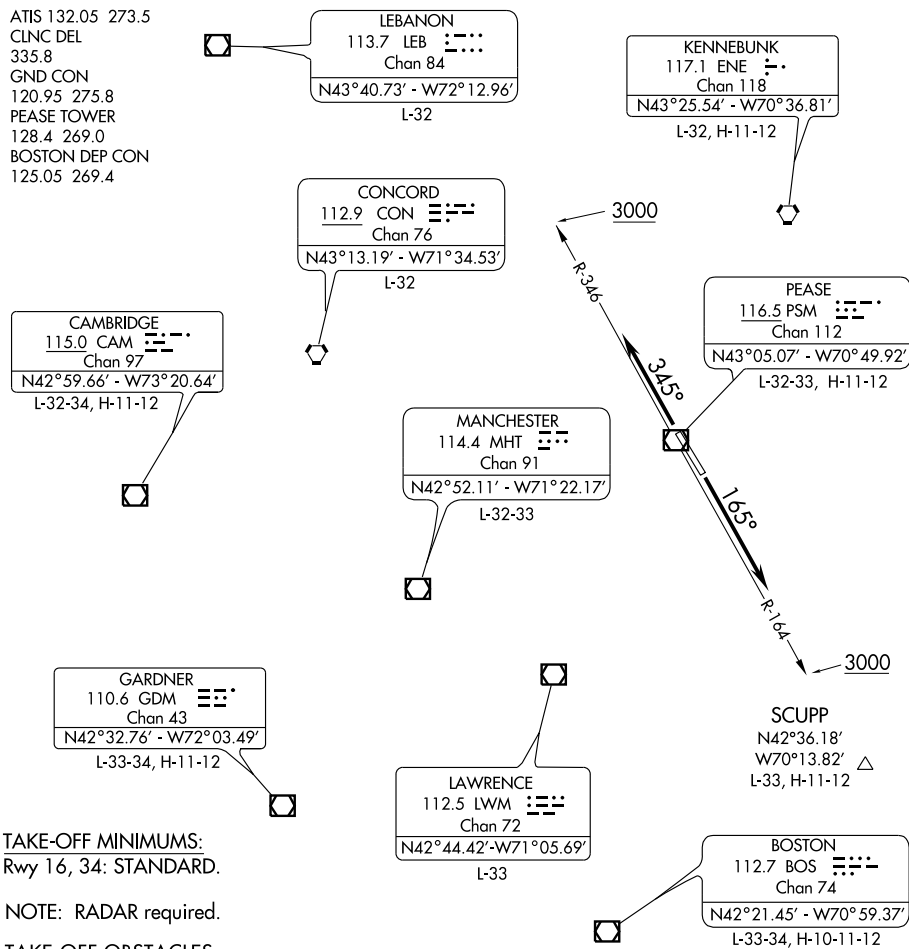 ATIS 132.05 273.5
CLNC DEL
335.8
GND CON
120.95 275.8
PEASE TOWER
128.4 269.0
BOSTON DEP CON
125.05 269.4
LEBANON
113.7 LEB
Chan 84
N43°40.73' - W72°12.96'
L-32
KENNEBUNK
117.1 ENE
Chan 118
N43°25.54' - W70°36.81'
L-32, H-11-12
CONCORD
112.9 CON
Chan 76
N43°13.19' - W71°34.53'
L-32
3000
R-346
345°
PEASE
116.5 PSM
Chan 112
N43°05.07' - W70°49.92'
L-32-33, H-11-12
CAMBRIDGE
115.0 CAM
Chan 97
N42°59.66' - W73°20.64'
L-32-34, H-11-12
MANCHESTER
114.4 MHT
Chan 91
N42°52.11' - W71°22.17'
L-32-33
165°
R-164
3000
GARDNER
110.6 GDM
Chan 43
N42°32.76' - W72°03.49'
L-33-34, H-11-12
SCUPP
N42°36.18'
W70°13.82'
L-33, H-11-12
LAWRENCE
112.5 LWM
Chan 72
N42°44.42'-W71°05.69'
L-33
BOSTON
112.7 BOS
Chan 74
N42°21.45' - W70°59.37'
L-33-34, H-10-11-12
TAKE-OFF MINIMUMS:
Rwy 16, 34: STANDARD.
NOTE: RADAR required.
TAKE-OFF OBSTACLES